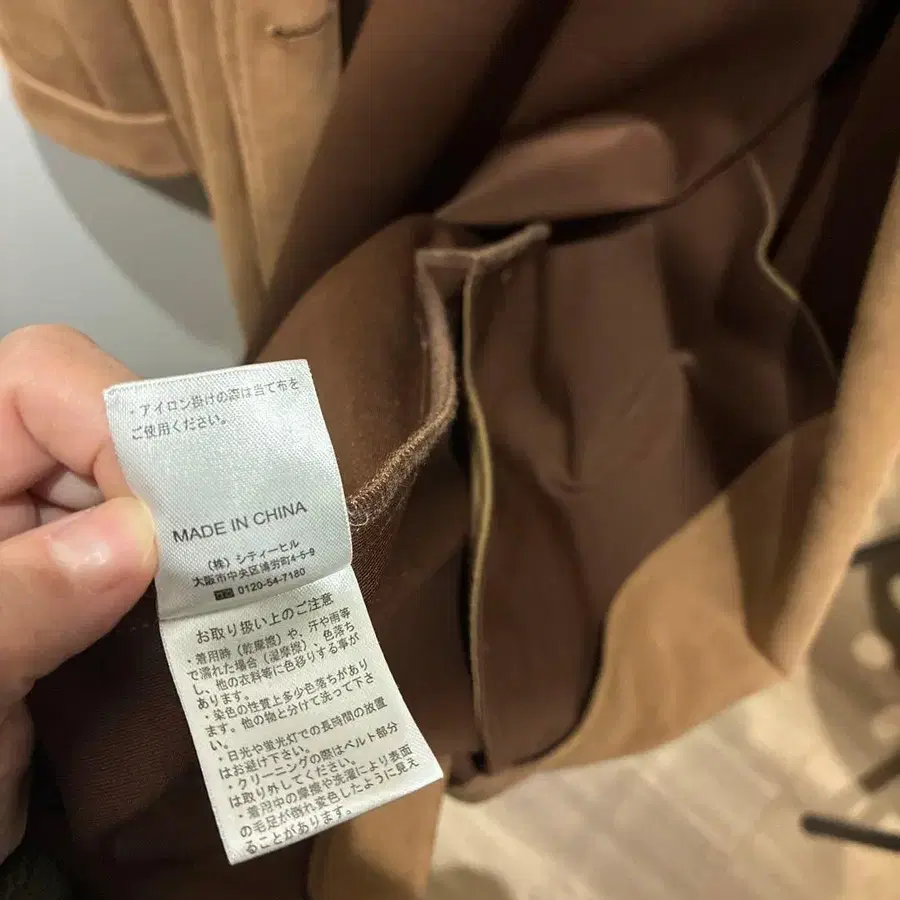 ・アイロン掛けの際は当て布を
ご使用ください。
MADE IN CHINA
(株)シティーヒル
大阪市中央区博労町4-5-9
0120-54-7180
お取り扱い上のご注意
・着用時(乾摩擦)や、汗や雨等
で濡れた場合(湿摩擦)、色落ち
し、他の衣料等に色移りする事が
あります。
・染色の性質上多少色落ちがあり
ます。他の物と分けて洗って下さ
い。
・日光や蛍光灯での長時間の放置
はお避け下さい。
・クリーニングの際はベルト部分
は取り外してください。
・着用中の摩擦や洗濯により表面
の毛足が倒れ変色したように見え
ることがあります。